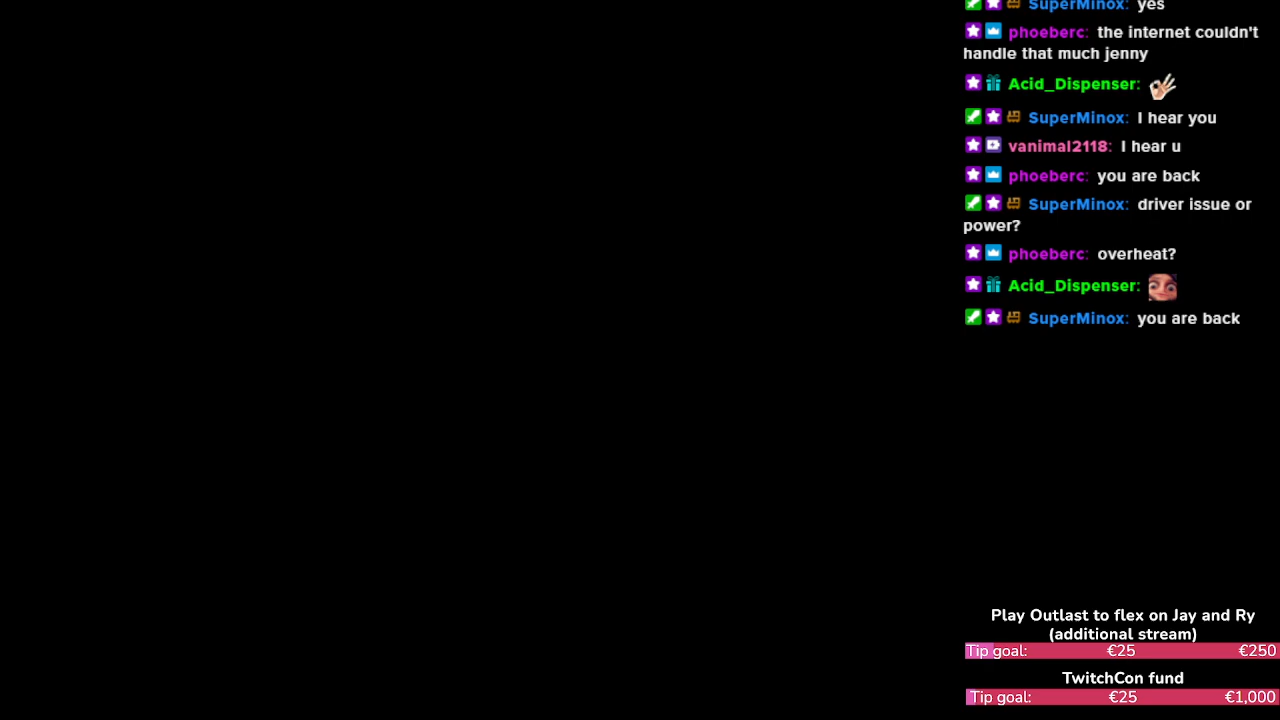 SuperMinox: yes
phoeberc: the internet couldn't
handle that much jenny
Acid_Dispenser:
SuperMinox: I hear you
vanimal2118: I hear u
phoeberc: you are back
SuperMinox: driver issue or
power?
phoeberc: overheat?
Acid_Dispenser:
SuperMinox: you are back
Play Outlast to flex on Jay and Ry
(additional stream)
Tip goal: €25 €250
TwitchCon fund
Tip goal: €25 €1,000